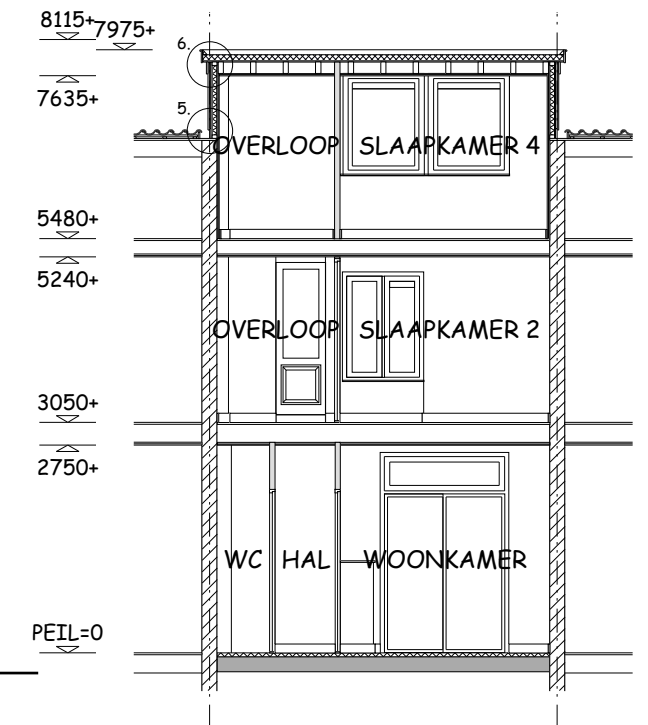 8115+
7975+
6.
7635+
5.
OVERLOOP SLAAPKAMER 4
5480+
5240+
OVERLOOP SLAAPKAMER 2
3050+
2750+
WC HAL WOONKAMER
PEIL=0